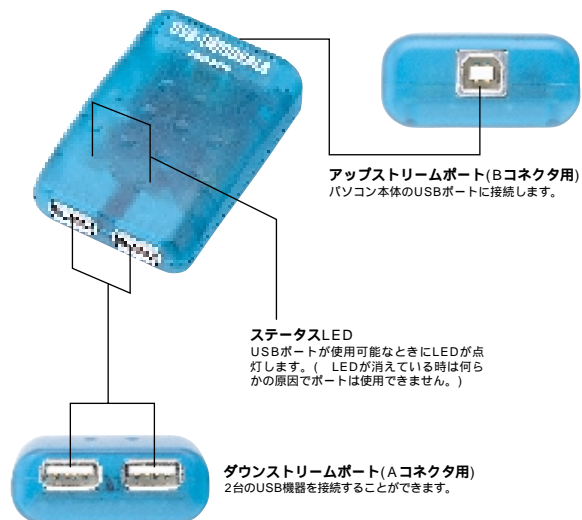 アップストリームポート(Bコネクタ用)
パソコン本体のUSBポートに接続します。
ステータスLED
USBポートが使用可能なときにLEDが点
灯します。( LEDが消えている時は何ら
かの原因でポートは使用できません。)
ダウンストリームポート(Aコネクタ用)
2台のUSB機器を接続することができます。